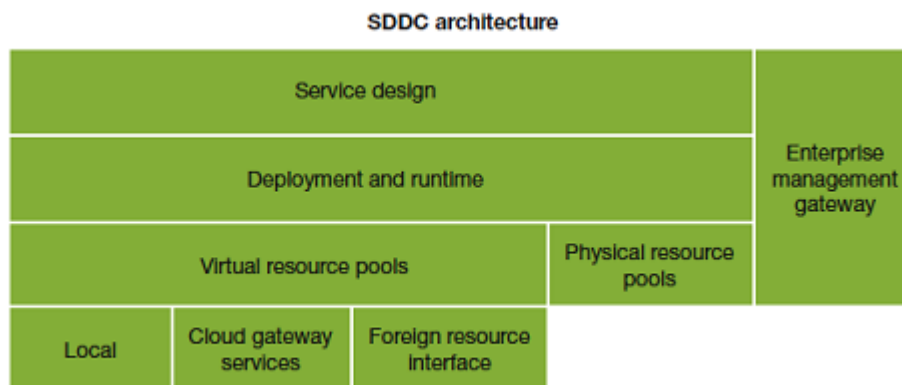 SDDC architecture
Service design
Deployment and runtime
Enterprise
management
gateway
Virtual resource pools
Physical resource
pools
Local
Cloud gateway
services
Foreign resource
interface